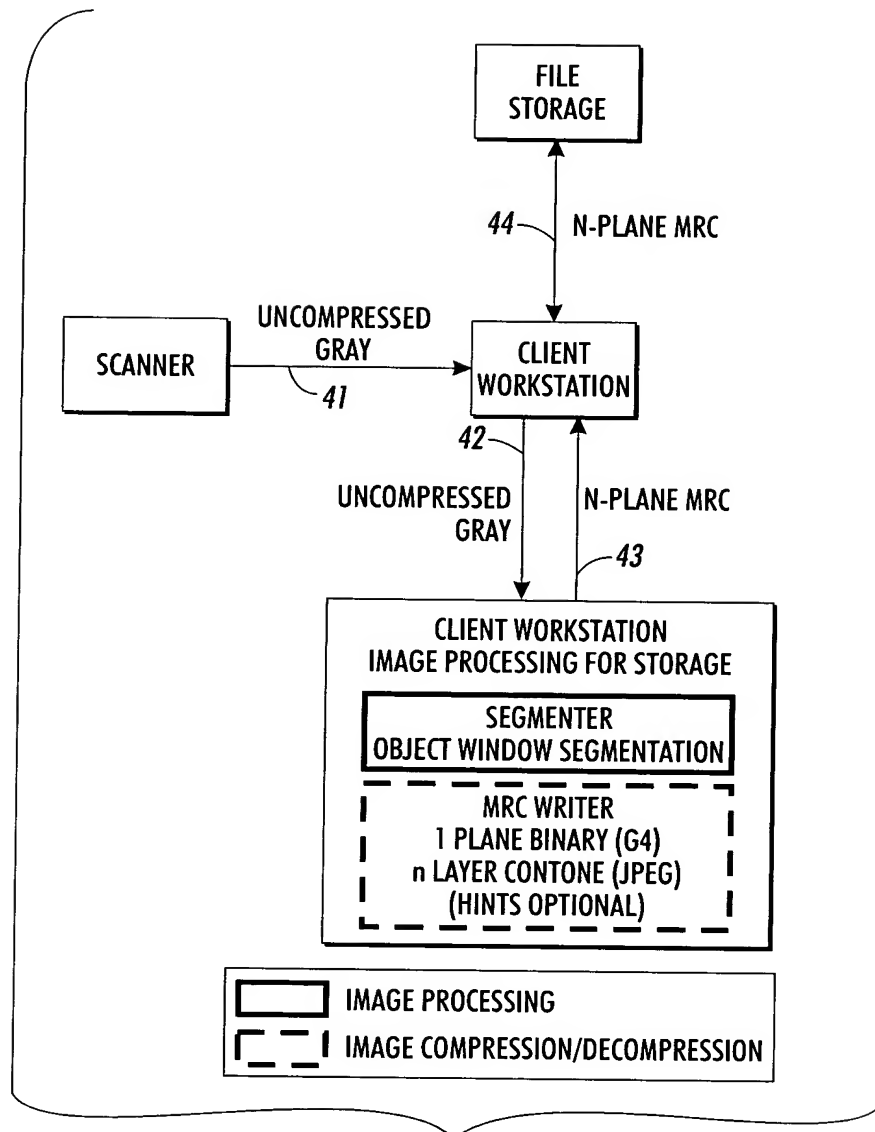 FILE
STORAGE
44
N-PLANE MRC
UNCOMPRESSED
GRAY
SCANNER
41
CLIENT
WORKSTATION
42
UNCOMPRESSED
GRAY
N-PLANE MRC
43
CLIENT WORKSTATION
IMAGE PROCESSING FOR STORAGE
SEGMENTER
OBJECT WINDOW SEGMENTATION
MRC WRITER
1 PLANE BINARY (G4)
n LAYER CONTONE (JPEG)
(HINTS OPTIONAL)
IMAGE PROCESSING
IMAGE COMPRESSION/DECOMPRESSION